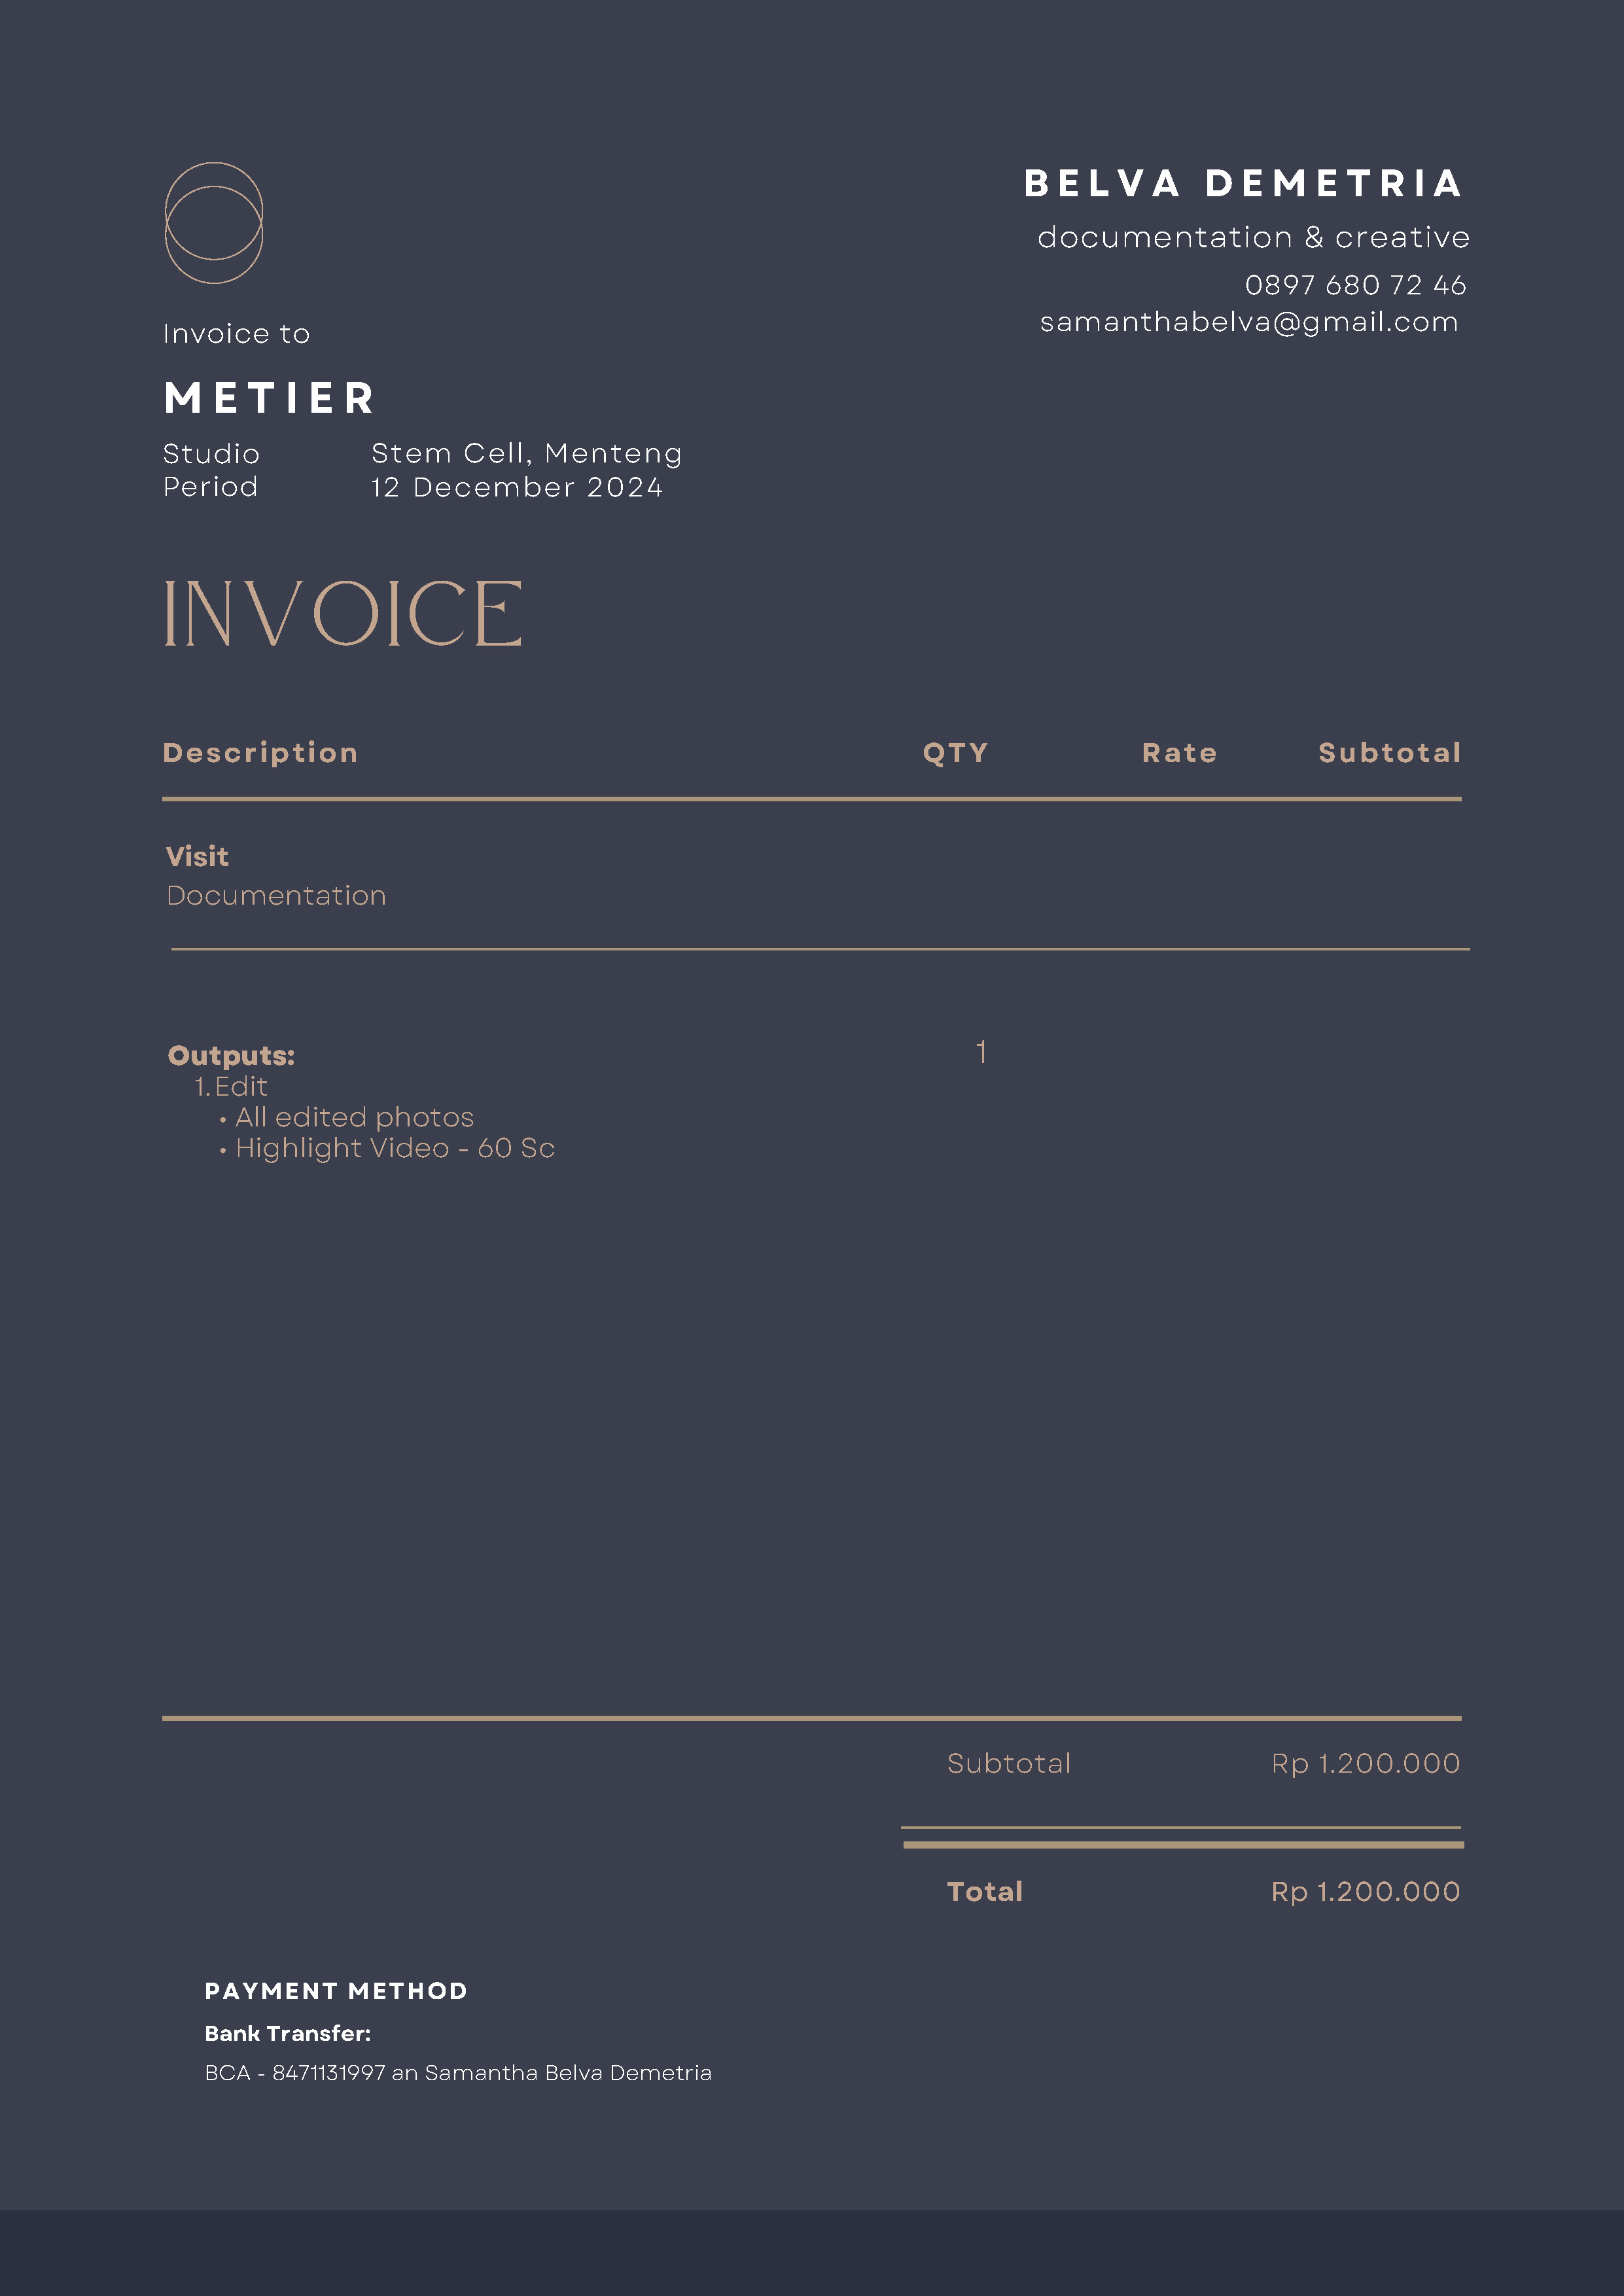 BELVA DEMETRIA
documentation & creative
0897 680 72 46
samanthabelva@gmail.com
Invoice to
METIER
Studio Stem Cell, Menteng
Period 12 December 2024
INVOICE
Description QTY Rate Subtotal
Visit
Documentation
Outputs: 1
1. Edit
• All edited photos
• Highlight Video - 60 Sc
Subtotal Rp 1.200.000
Total Rp 1.200.000
PAYMENT METHOD
Bank Transfer:
BCA - 8471131997 an Samantha Belva Demetria